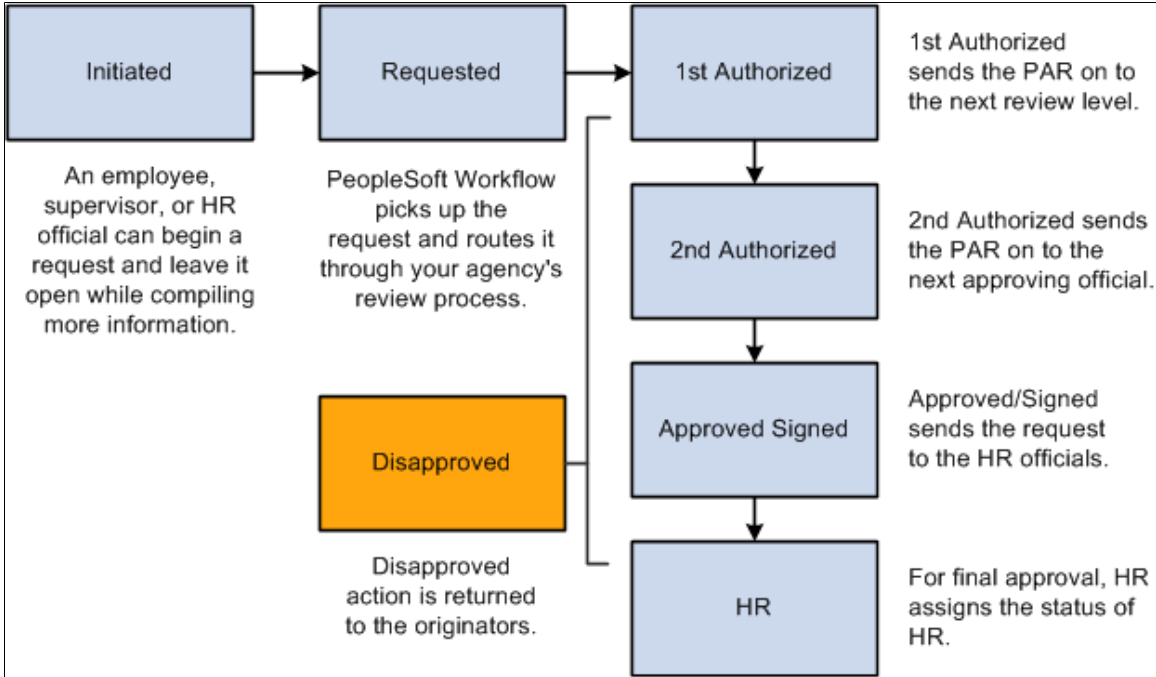 Initiated
Requested
1st Authorized
1st Authorized
sends the PAR on to
the next review level.
An employee,
supervisor, or HR
official can begin a
request and leave it
open while compiling
more information.
PeopleSoft Workflow
picks up the
request and routes it
through your agency's
review process.
2nd Authorized
2nd Authorized sends
the PAR on to the
next approving official.
Disapproved
Disapproved
action is returned
to the originators.
Approved Signed
Approved/Signed
sends the request
to the HR officials.
HR
For final approval, HR
assigns the status of
HR.